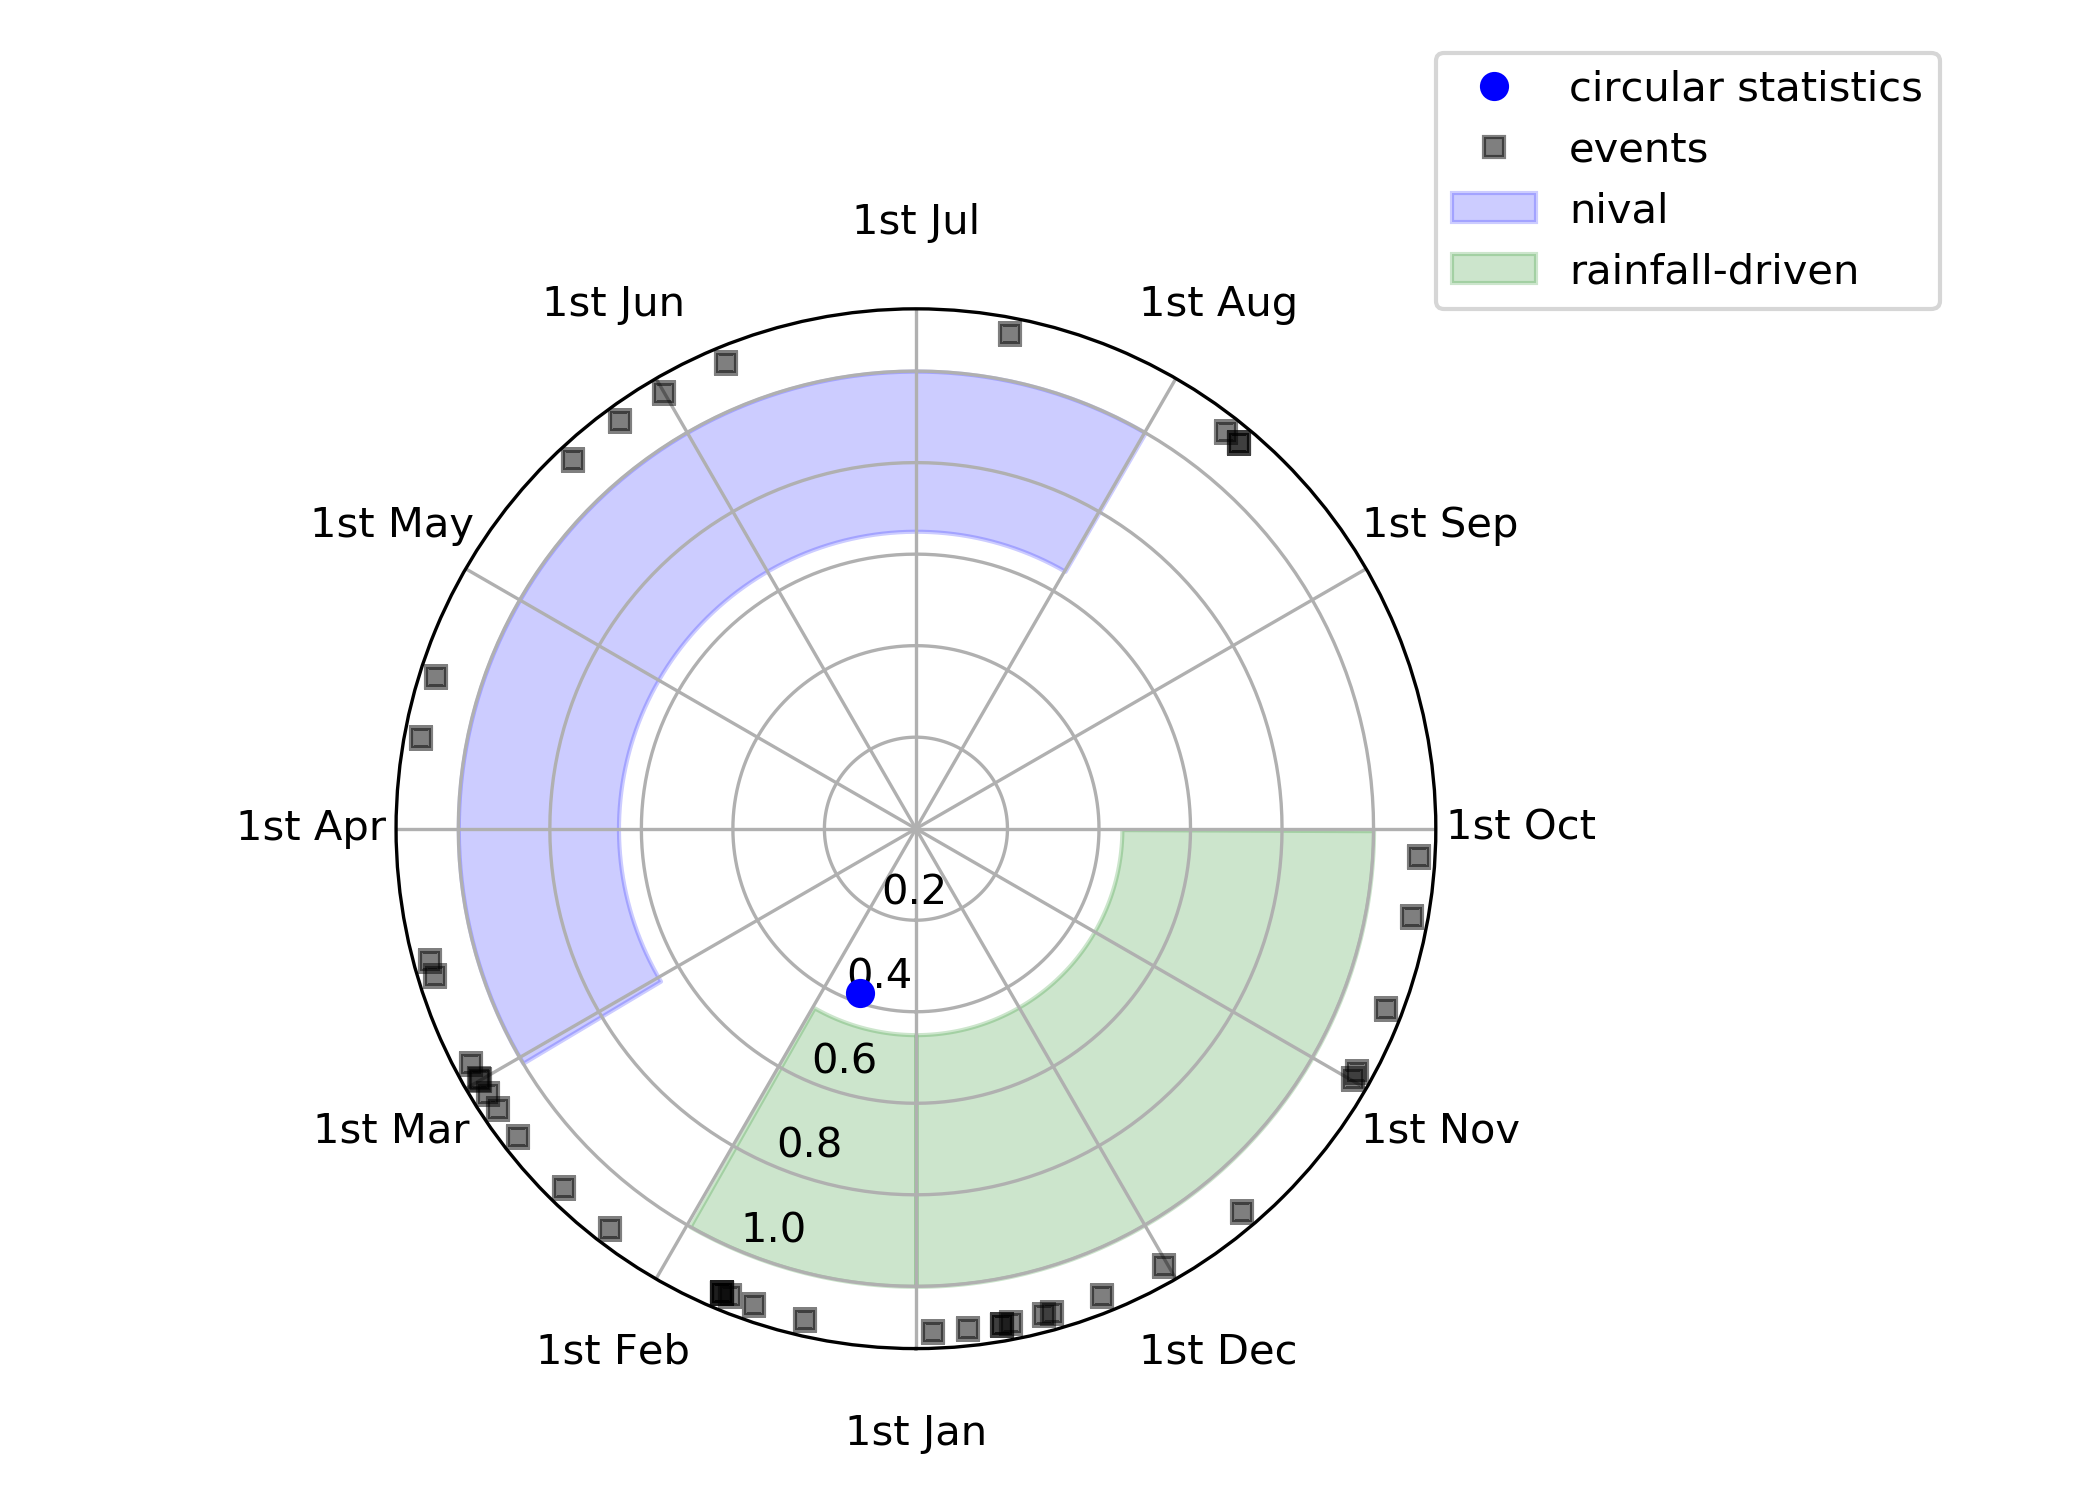 circular statistics
events
nival
rainfall-driven
1st Jul
1st Jun
1st Aug
1st May
1st Sep
1st Apr
1st Oct
0.2
0.4
0.6
1st Mar
1st Nov
0.8
1.0
1st Feb
1st Dec
1st Jan